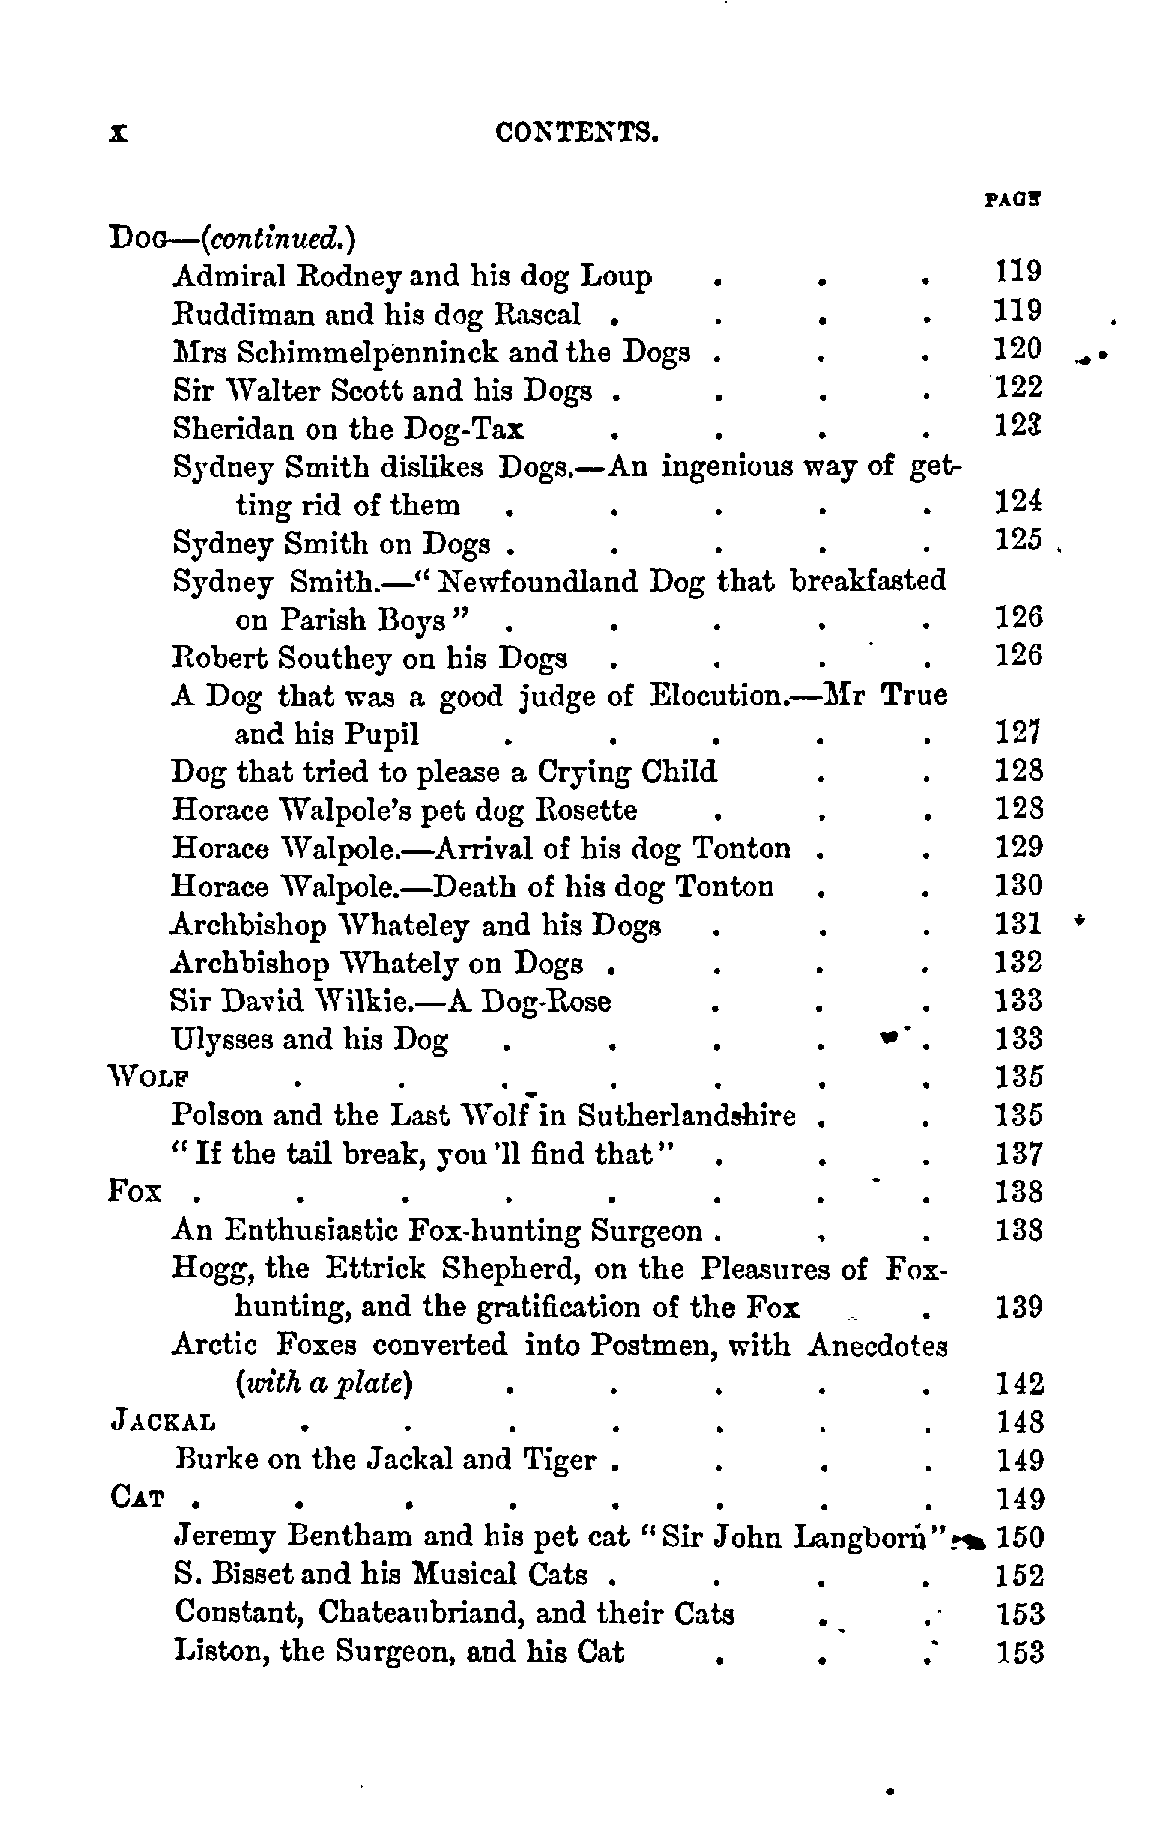 x CONTENTS.
PAGE
DOG—(continued.)
Admiral Rodney and his dog Loup . . . 119
Ruddiman and his dog Rascal . . . . 119
Mrs Schimmelpenninck and the Dogs . . . 120
Sir Walter Scott and his Dogs . . . . 122
Sheridan on the Dog-Tax . . . . 123
Sydney Smith dislikes Dogs.—An ingenious way of get-
ting rid of them . . . . . 124
Sydney Smith on Dogs . . . . . 125
Sydney Smith.—“Newfoundland Dog that breakfasted
on Parish Boys” . . . . . 126
Robert Southey on his Dogs . . . . 126
A Dog that was a good judge of Elocution.—Mr True
and his Pupil . . . . . 127
Dog that tried to please a Crying Child . . 128
Horace Walpole’s pet dog Rosette . . . 128
Horace Walpole.—Arrival of his dog Tonton . . 129
Horace Walpole.—Death of his dog Tonton . . 130
Archbishop Whateley and his Dogs . . . 131
Archbishop Whately on Dogs . . . . 132
Sir David Wilkie.—A Dog-Rose . . . 133
Ulysses and his Dog . . . . . 133
WOLF . . . . . . . 135
Polson and the Last Wolf in Sutherlandshire . . 135
“If the tail break, you’ll find that” . . . 137
FOX . . . . . . . . 138
An Enthusiastic Fox-hunting Surgeon . . . 138
Hogg, the Ettrick Shepherd, on the Pleasures of Fox-
hunting, and the gratification of the Fox . . 139
Arctic Foxes converted into Postmen, with Anecdotes
(with a plate) . . . . . 142
JACKAL . . . . . . . 148
Burke on the Jackal and Tiger . . . . 149
CAT . . . . . . . . 149
Jeremy Bentham and his pet cat “Sir John Langborn” . 150
S. Bisset and his Musical Cats . . . . 152
Constant, Chateaubriand, and their Cats . . 153
Liston, the Surgeon, and his Cat . . . 153